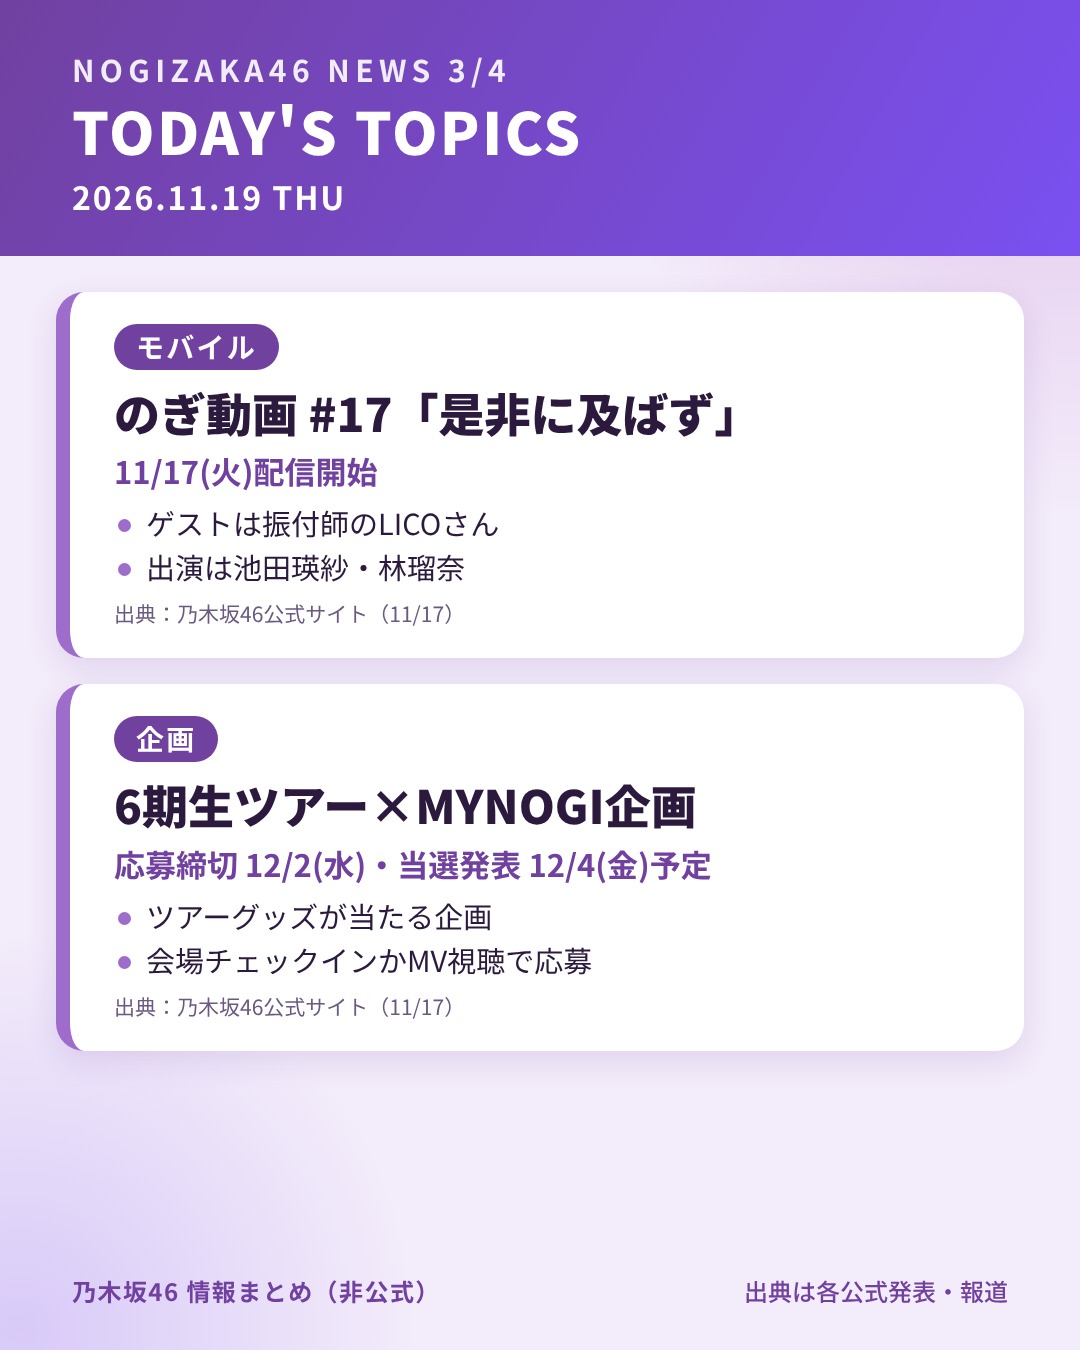 NOGIZAKA46 NEWS 3/4
TODAY'S TOPICS
2026.11.19 THU
モバイル
のぎ動画 #17「是非に及ばず」
11/17(火)配信開始
ゲストは振付師のLICOさん
出演は池田瑛紗・林瑠奈
出典：乃木坂46公式サイト（11/17）
企画
6期生ツアー×MYNOGI企画
応募締切 12/2(水)・当選発表 12/4(金)予定
ツアーグッズが当たる企画
会場チェックインかMV視聴で応募
出典：乃木坂46公式サイト（11/17）
乃木坂46 情報まとめ（非公式）
出典は各公式発表・報道